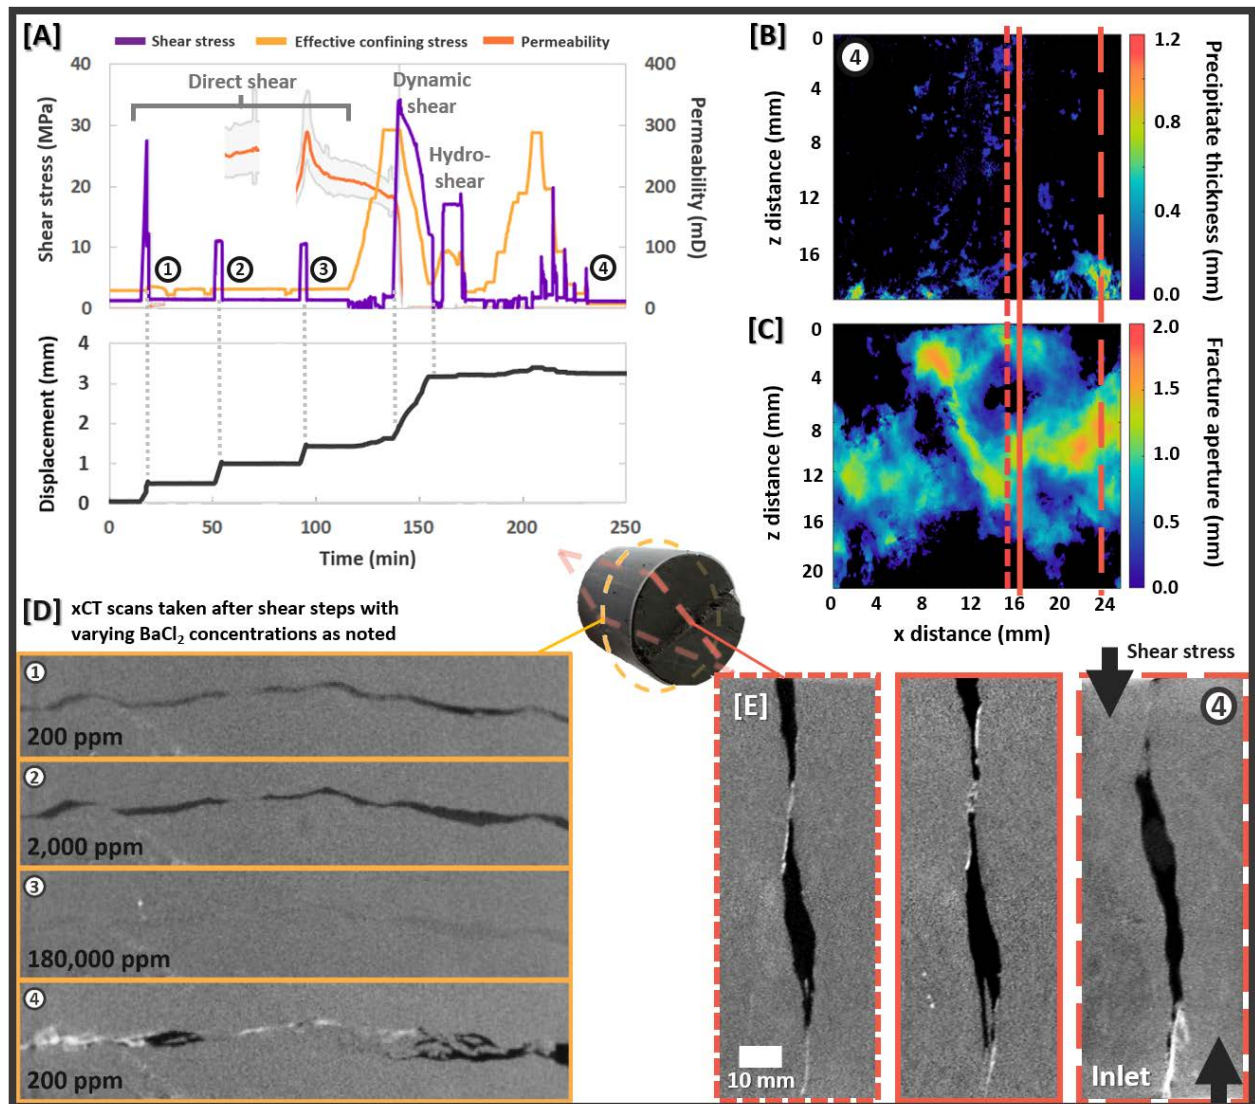 [A]
Shear stress
Effective confining stress
Permeability
40
30
20
10
0
Shear stress (MPa)
Direct shear
Dynamic
shear
Hydro-
shear
1
2
3
4
400
300
200
100
0
Permeability (mD)
4
3
2
1
0
Displacement (mm)
0
50
100
150
200
250
Time (min)
[B]
4
0
4
8
12
16
z distance (mm)
1.2
0.8
0.4
0.0
Precipitate thickness (mm)
[C]
0
4
8
12
16
20
z distance (mm)
0
4
8
12
16
20
24
x distance (mm)
2.0
1.5
1.0
0.5
0.0
Fracture aperture (mm)
[D]
xCT scans taken after shear steps with
varying BaCl₂ concentrations as noted
1
200 ppm
2
2,000 ppm
3
180,000 ppm
4
200 ppm
[E]
10 mm
Shear stress
4
Inlet